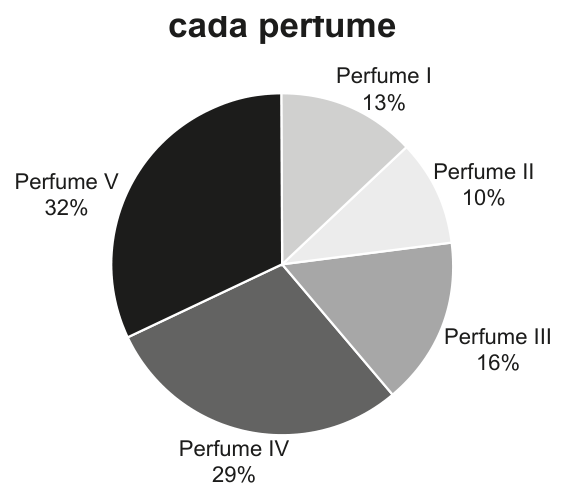 cada perfume
Perfume I
13%
Perfume II
10%
Perfume III
16%
Perfume IV
29%
Perfume V
32%